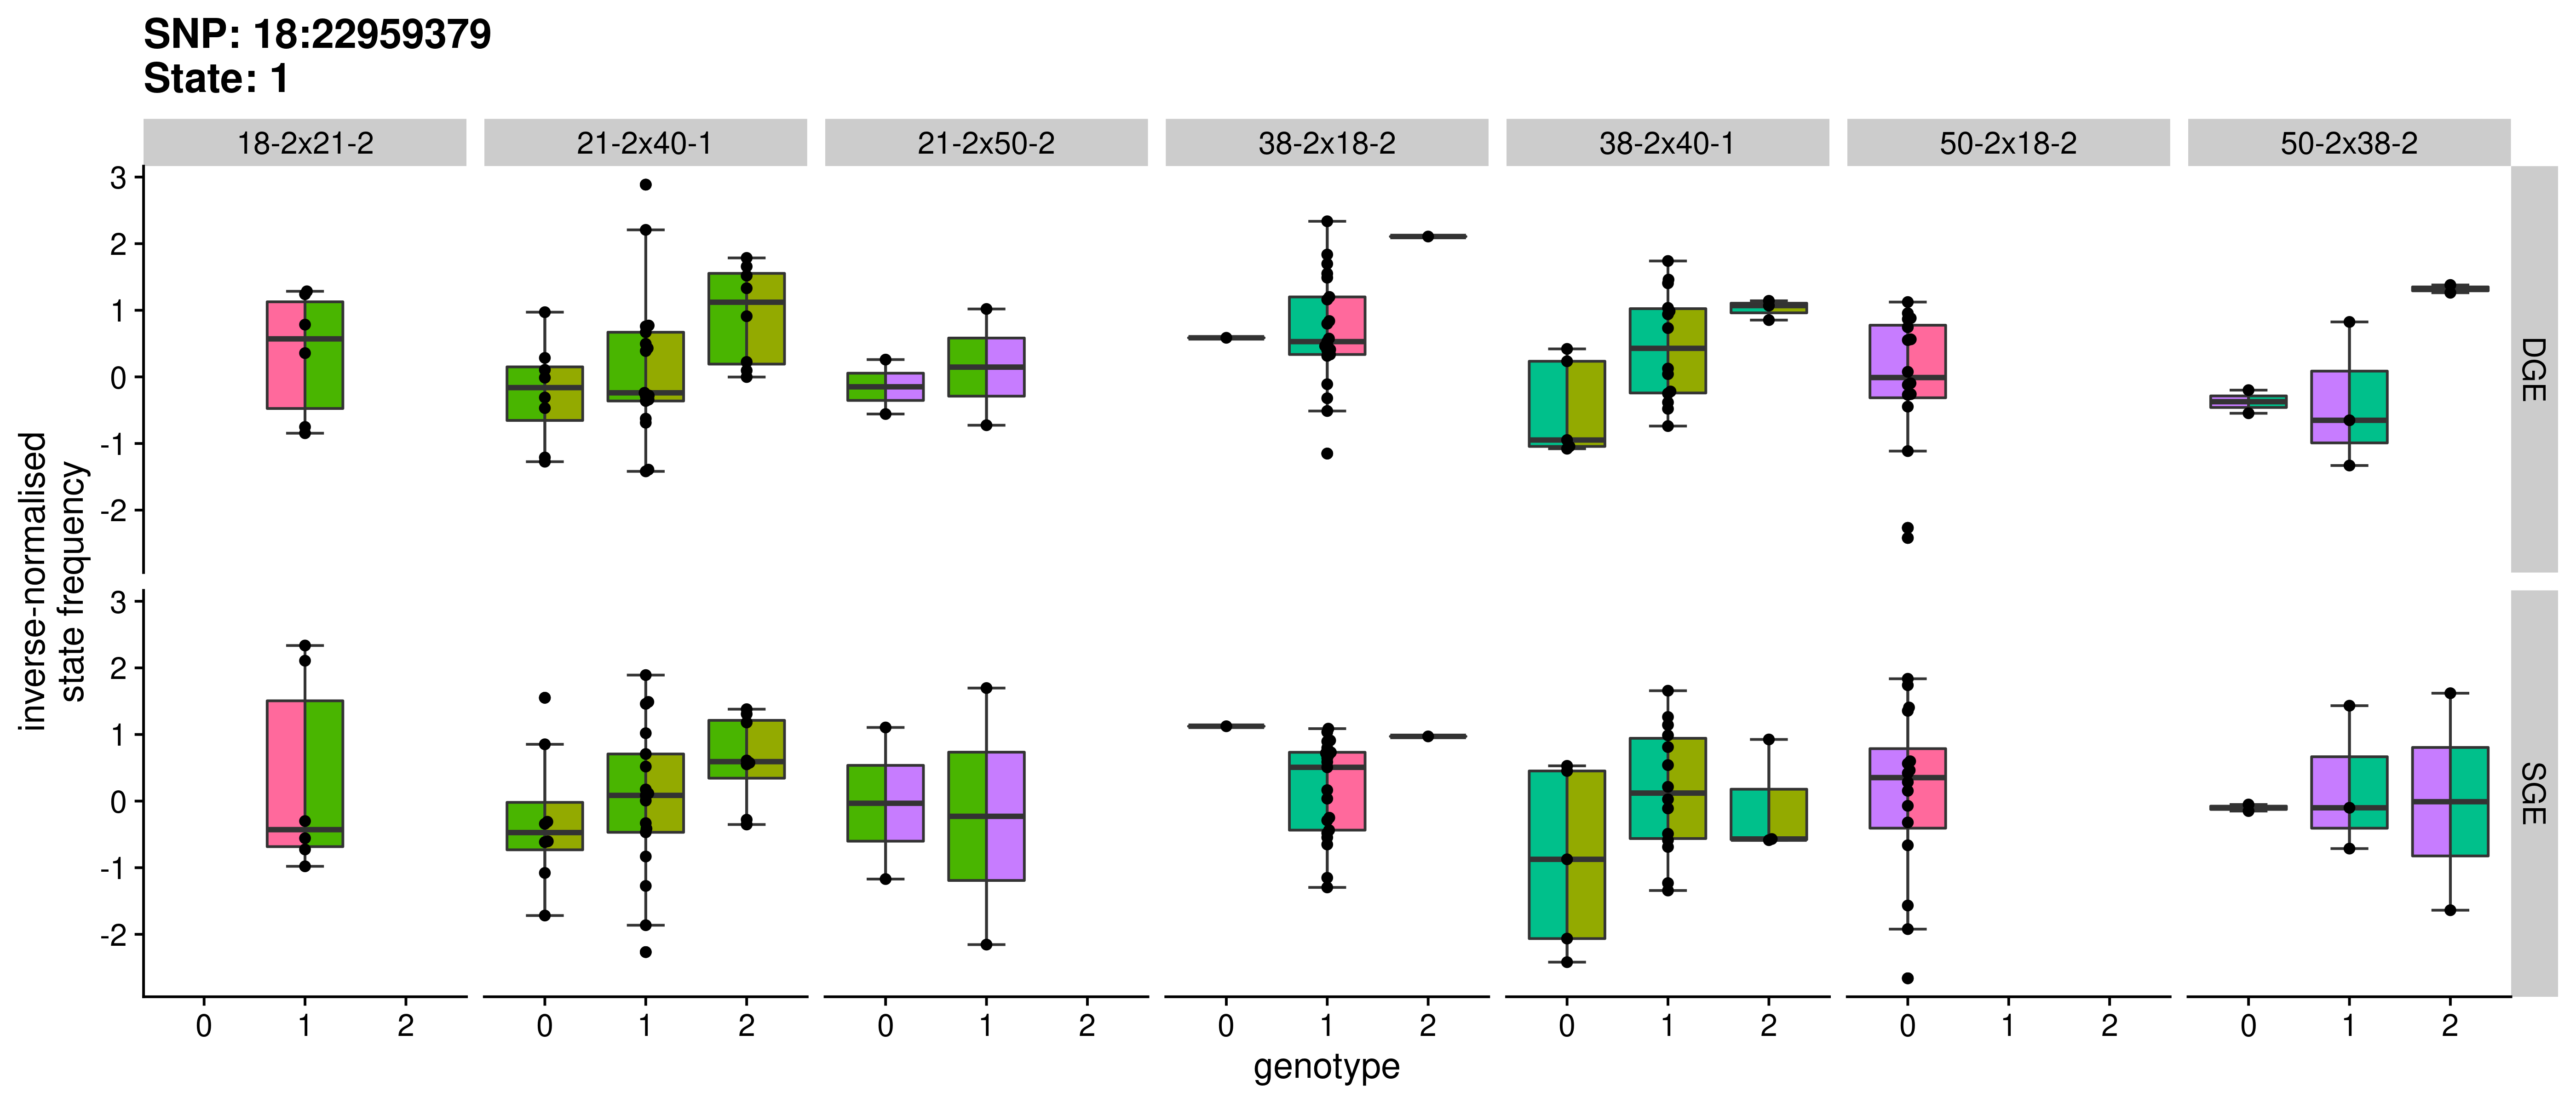 SNP: 18:22959379
State: 1
18-2x21-2 21-2x40-1 21-2x50-2 38-2x18-2 38-2x40-1 50-2x18-2 50-2x38-2
3
2
1
0
-1
-2
DGE
3
2
1
0
-1
-2
SGE
inverse-normalised
state frequency
0 1 2 0 1 2 0 1 2 0 1 2 0 1 2 0 1 2 0 1 2
genotype